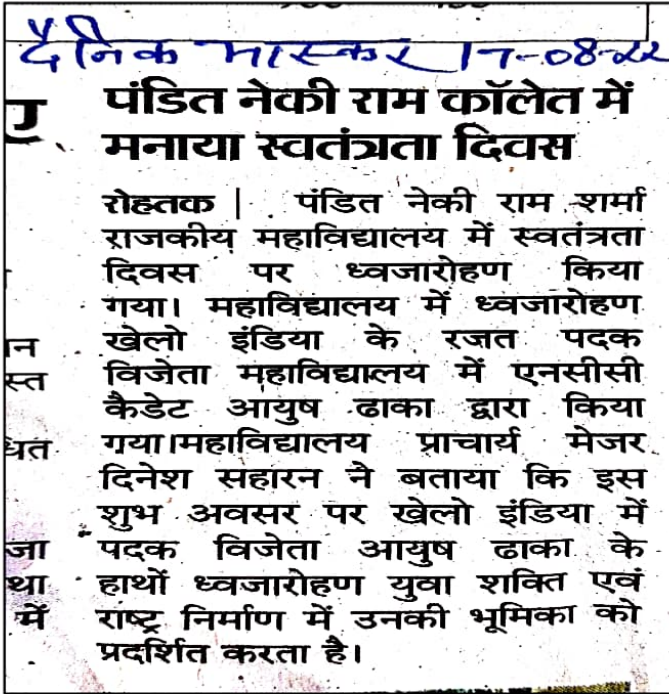 दैनिक भास्कर 17-08-22
पंडित नेकी राम कॉलेत में
मनाया स्वतंत्रता दिवस
रोहतक | पंडित नेकी राम शर्मा
राजकीय महाविद्यालय में स्वतंत्रता
दिवस पर ध्वजारोहण किया
गया। महाविद्यालय में ध्वजारोहण
खेलो इंडिया के रजत पदक
विजेता महाविद्यालय में एनसीसी
कैडेट आयुष ढाका द्वारा किया
गया।महाविद्यालय प्राचार्य मेजर
दिनेश सहारन ने बताया कि इस
शुभ अवसर पर खेलो इंडिया में
पदक विजेता आयुष ढाका के
हाथों ध्वजारोहण युवा शक्ति एवं
राष्ट्र निर्माण में उनकी भूमिका को
प्रदर्शित करता है।